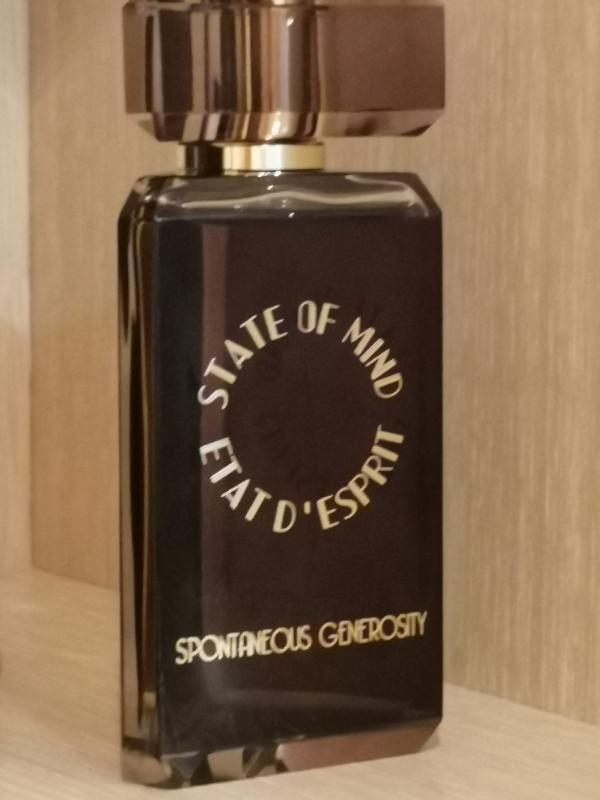 STATE OF MIND
ETAT D'ESPRIT
SPONTANEOUS GENEROSITY